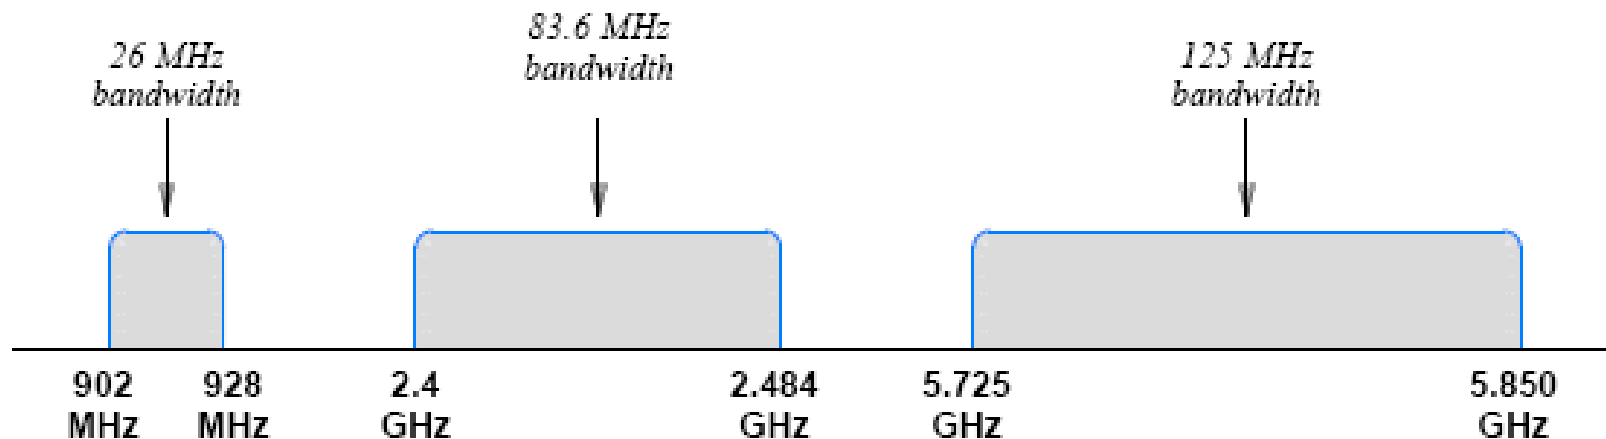 26 MHz
bandwidth
83.6 MHz
bandwidth
125 MHz
bandwidth
902
MHz
928
MHz
2.4
GHz
2.484
GHz
5.725
GHz
5.850
GHz